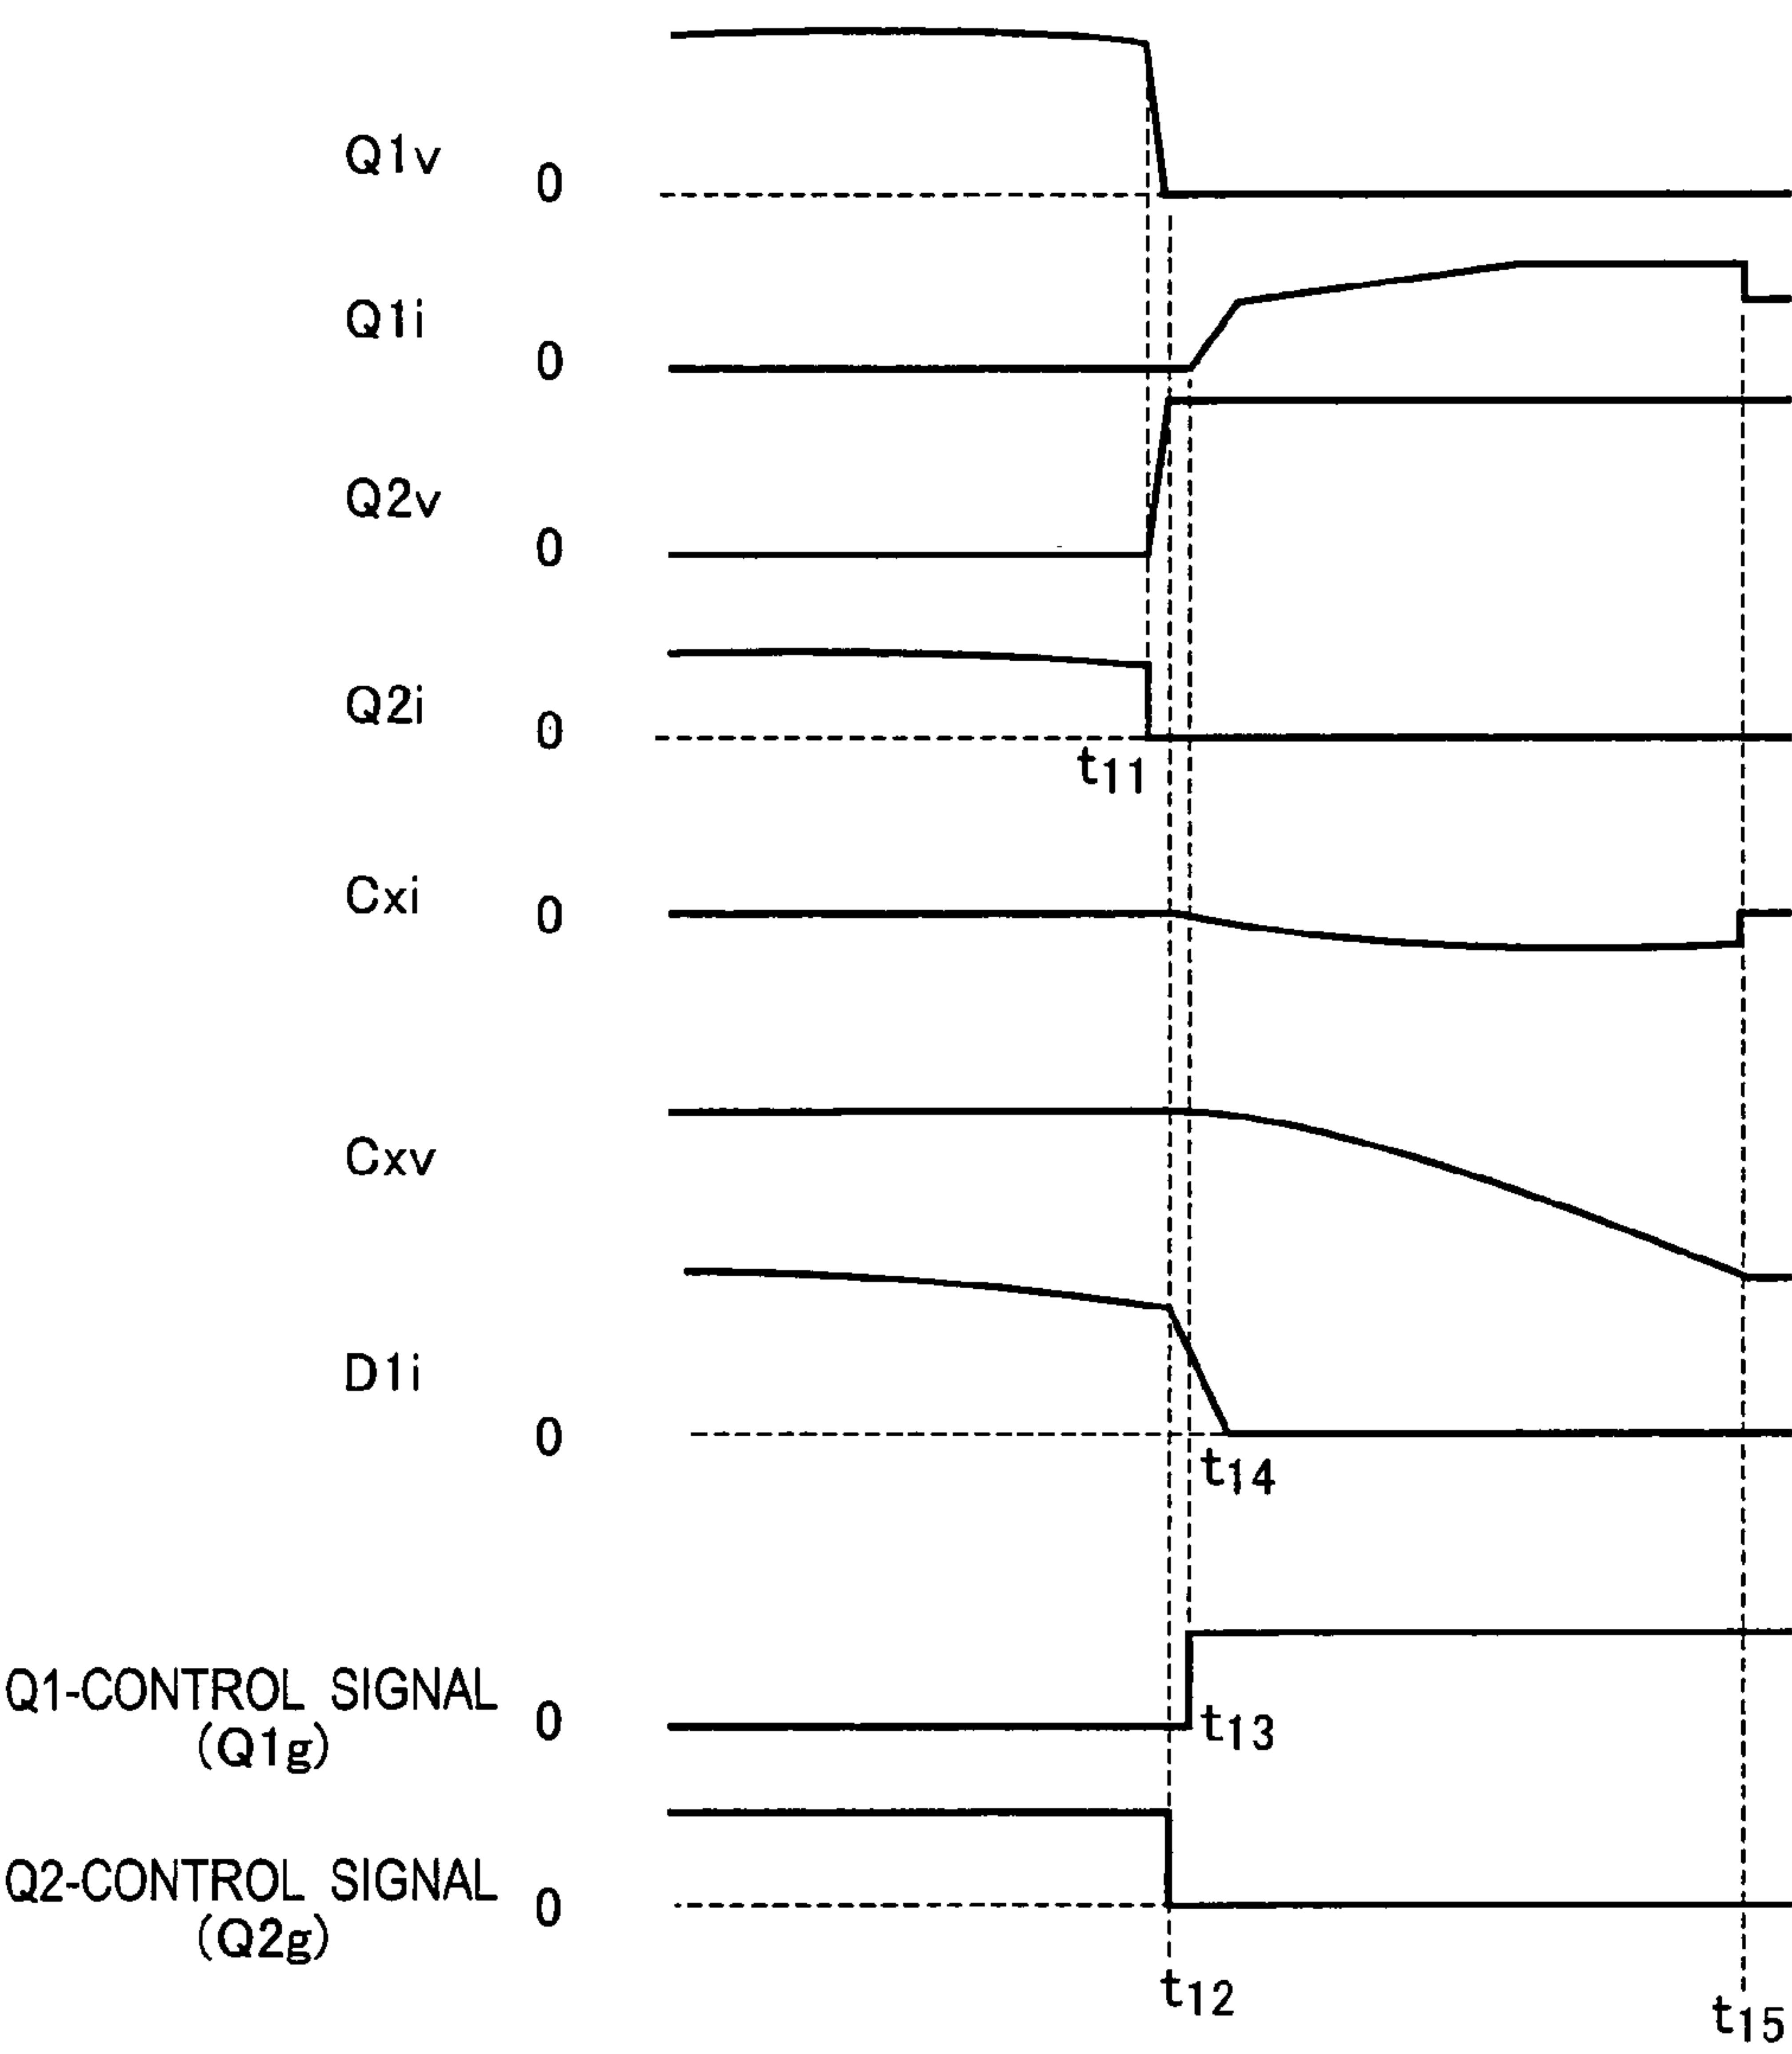 Q1v 0
Q1i 0
Q2v 0
Q2i 0
t11
Cxi 0
Cxv
D1i 0
t14
Q1-CONTROL SIGNAL (Q1g) 0
t13
Q2-CONTROL SIGNAL (Q2g) 0
t12
t15